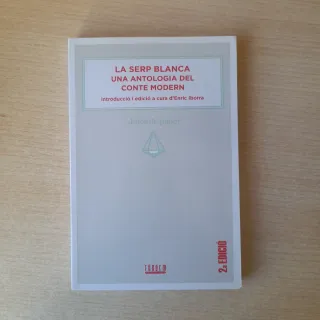 LA SERP BLANCA
UNA ANTOLOGIA DEL
CONTE MODERN
Introducció i edició a cura d'Enric Iborra
2a EDICIÓ